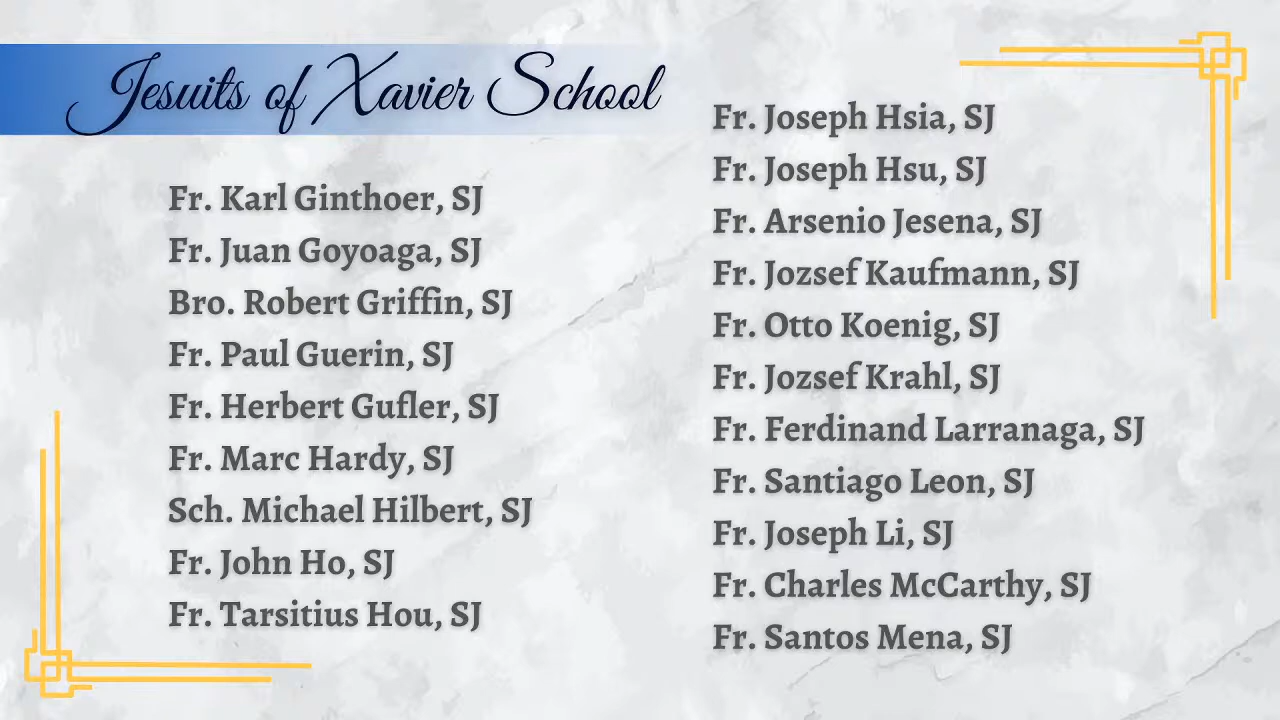 Jesuits of Xavier School
Fr. Karl Ginthoer, SJ
Fr. Juan Goyoaga, SJ
Bro. Robert Griffin, SJ
Fr. Paul Guerin, SJ
Fr. Herbert Gufler, SJ
Fr. Marc Hardy, SJ
Sch. Michael Hilbert, SJ
Fr. John Ho, SJ
Fr. Tarsitius Hou, SJ
Fr. Joseph Hsia, SJ
Fr. Joseph Hsu, SJ
Fr. Arsenio Jesena, SJ
Fr. Jozsef Kaufmann, SJ
Fr. Otto Koenig, SJ
Fr. Jozsef Krahl, SJ
Fr. Ferdinand Larranaga, SJ
Fr. Santiago Leon, SJ
Fr. Joseph Li, SJ
Fr. Charles McCarthy, SJ
Fr. Santos Mena, SJ